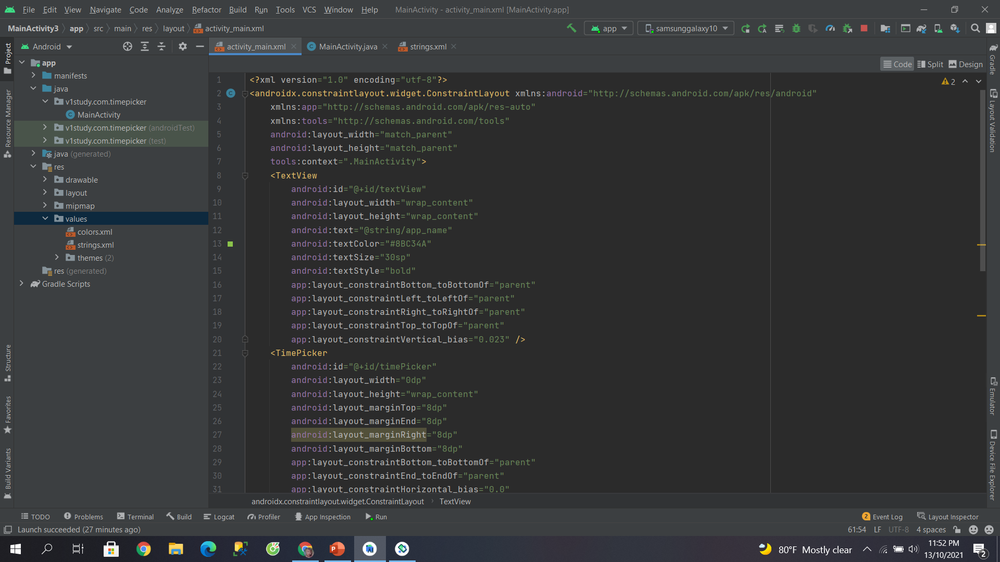 File Edit View Navigate Code Analyze Refactor Build Run Tools VCS Window Help MainActivity - activity_main.xml [MainActivity.app]
MainActivity3 app src main res layout activity_main.xml app samsunggalaxy10
Project
Resource Manager
Structure
Favorites
Build Variants
Android
app
manifests
java
v1study.com.timepicker
MainActivity
v1study.com.timepicker (androidTest)
v1study.com.timepicker (test)
java (generated)
res
drawable
layout
mipmap
values
colors.xml
strings.xml
themes (2)
res (generated)
Gradle Scripts
activity_main.xml MainActivity.java strings.xml
Code Split Design
2
1 <?xml version="1.0" encoding="utf-8"?>
2 <androidx.constraintlayout.widget.ConstraintLayout xmlns:android="http://schemas.android.com/apk/res/android"
3 xmlns:app="http://schemas.android.com/apk/res-auto"
4 xmlns:tools="http://schemas.android.com/tools"
5 android:layout_width="match_parent"
6 android:layout_height="match_parent"
7 tools:context=".MainActivity">
8 <TextView
9 android:id="@+id/textView"
10 android:layout_width="wrap_content"
11 android:layout_height="wrap_content"
12 android:text="@string/app_name"
13 android:textColor="#8BC34A"
14 android:textSize="30sp"
15 android:textStyle="bold"
16 app:layout_constraintBottom_toBottomOf="parent"
17 app:layout_constraintLeft_toLeftOf="parent"
18 app:layout_constraintRight_toRightOf="parent"
19 app:layout_constraintTop_toTopOf="parent"
20 app:layout_constraintVertical_bias="0.023" />
21 <TimePicker
22 android:id="@+id/timePicker"
23 android:layout_width="0dp"
24 android:layout_height="wrap_content"
25 android:layout_marginTop="8dp"
26 android:layout_marginEnd="8dp"
27 android:layout_marginRight="8dp"
28 android:layout_marginBottom="8dp"
29 app:layout_constraintBottom_toBottomOf="parent"
30 app:layout_constraintEnd_toEndOf="parent"
31 app:layout_constraintHorizontal_bias="0.0"
androidx.constraintlayout.widget.ConstraintLayout TextView
Gradle
Layout Validation
Emulator
Device File Explorer
TODO Problems Terminal Build Logcat Profiler App Inspection Run 2 Event Log Layout Inspector
Launch succeeded (27 minutes ago) 61:54 LF UTF-8 4 spaces
80°F Mostly clear
11:52 PM
13/10/2021
2